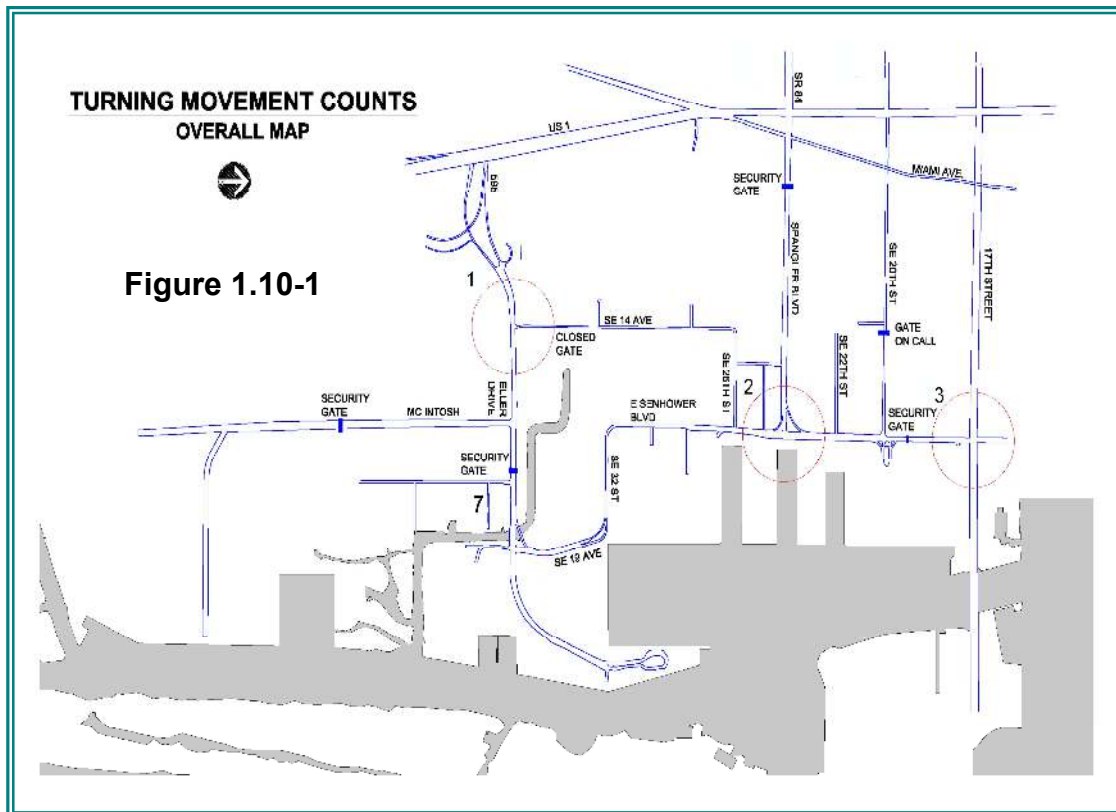 TURNING MOVEMENT COUNTS
OVERALL MAP
Figure 1.10-1
US 1
SR 84
MIAMI AVE.
595
SECURITY
GATE
SPANGLER BLVD
SE 20TH ST
17TH STREET
1
CLOSED
GATE
SE 14 AVE
GATE
ON CALL
ELLER
DRIVE
SE 26TH ST
2
SE 22TH ST
SECURITY
GATE
MC INTOSH
EISENHOWER
BLVD
SECURITY
GATE
3
SECURITY
GATE
7
SE 32 ST
SE 19 AVE